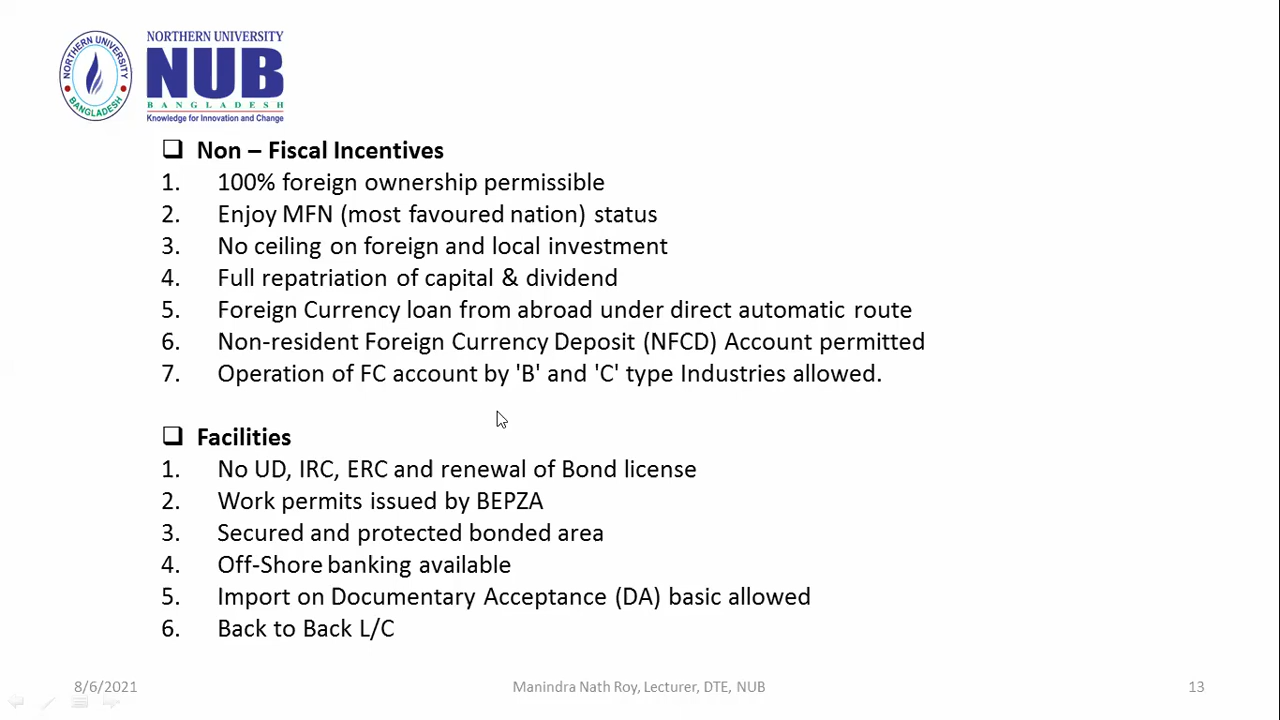 NORTHERN UNIVERSITY
BANGLADESH
NORTHERN UNIVERSITY
NUB
BANGLADESH
Knowledge for Innovation and Change
❑ Non – Fiscal Incentives
1. 100% foreign ownership permissible
2. Enjoy MFN (most favoured nation) status
3. No ceiling on foreign and local investment
4. Full repatriation of capital & dividend
5. Foreign Currency loan from abroad under direct automatic route
6. Non-resident Foreign Currency Deposit (NFCD) Account permitted
7. Operation of FC account by 'B' and 'C' type Industries allowed.
❑ Facilities
1. No UD, IRC, ERC and renewal of Bond license
2. Work permits issued by BEPZA
3. Secured and protected bonded area
4. Off-Shore banking available
5. Import on Documentary Acceptance (DA) basic allowed
6. Back to Back L/C
8/6/2021 Manindra Nath Roy, Lecturer, DTE, NUB 13